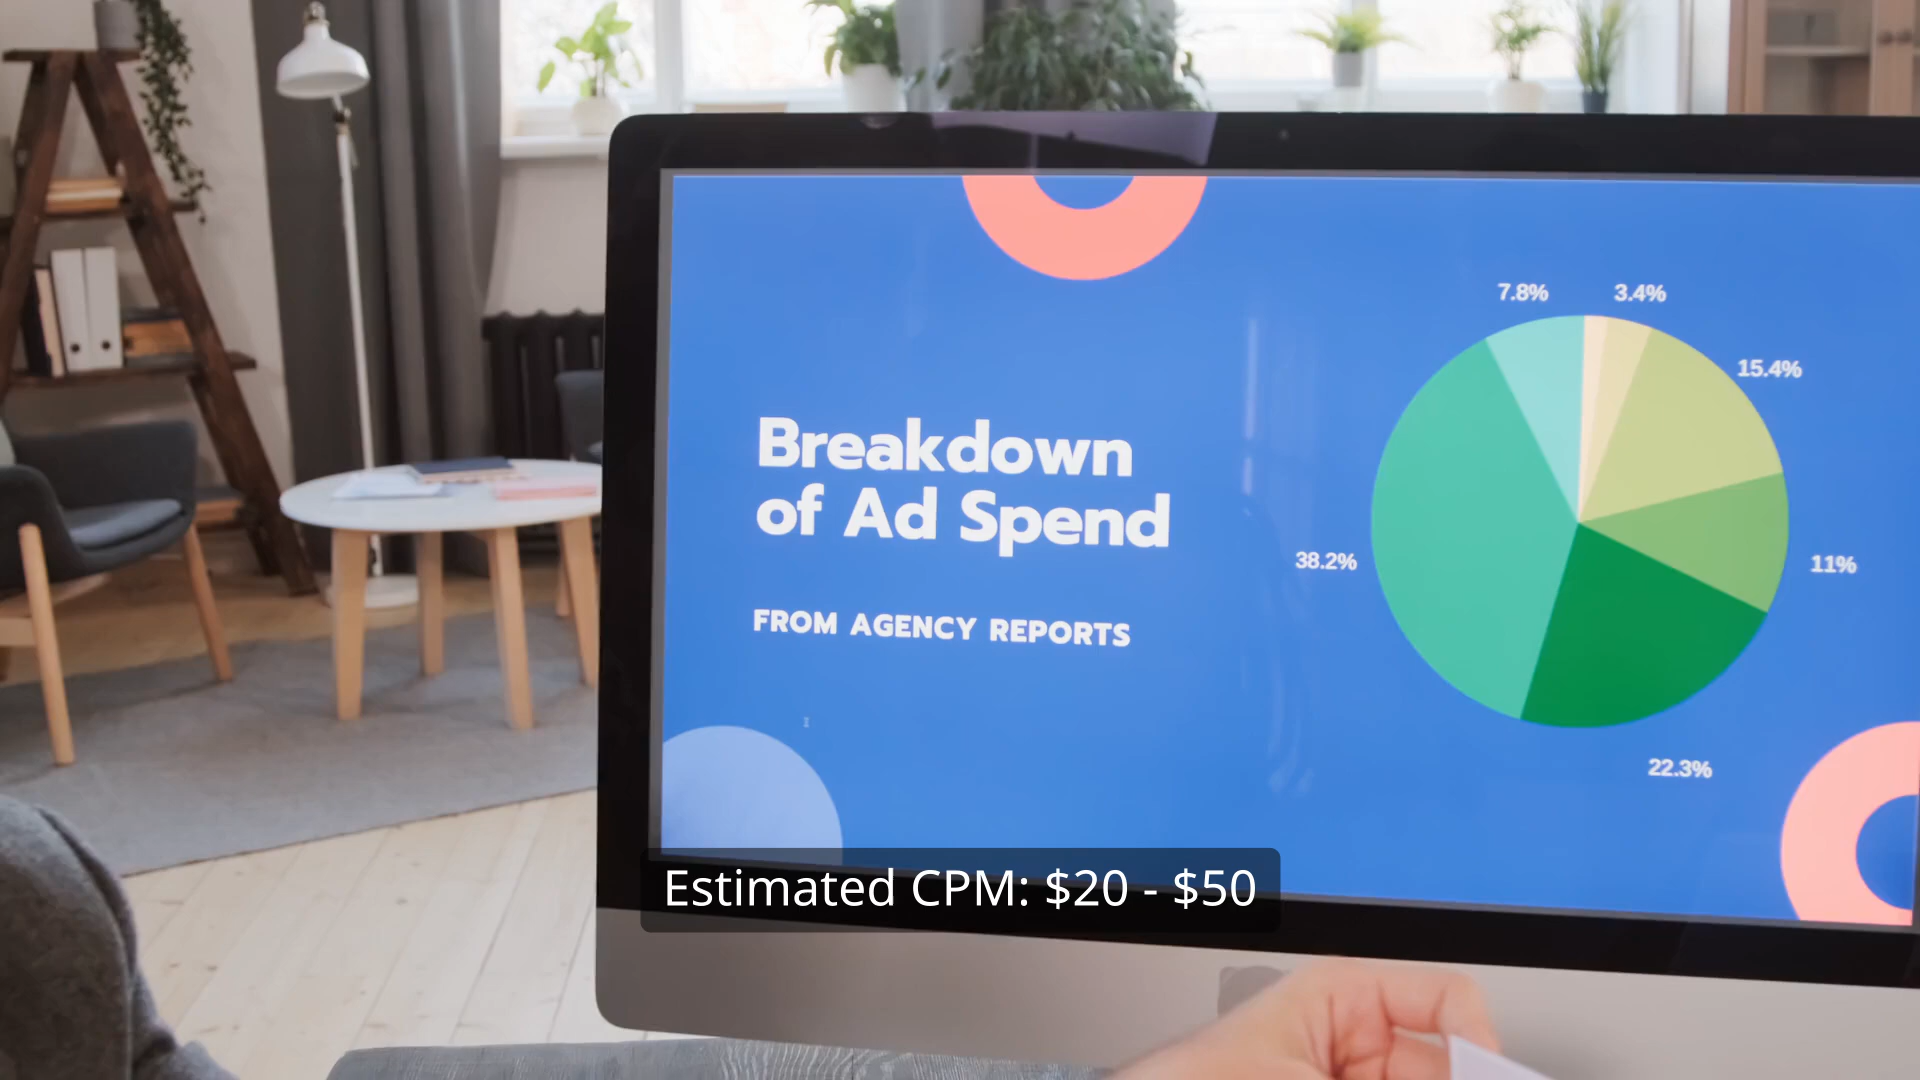 Breakdown
of Ad Spend
FROM AGENCY REPORTS
7.8%
3.4%
15.4%
38.2%
11%
22.3%
Estimated CPM: $20 - $50